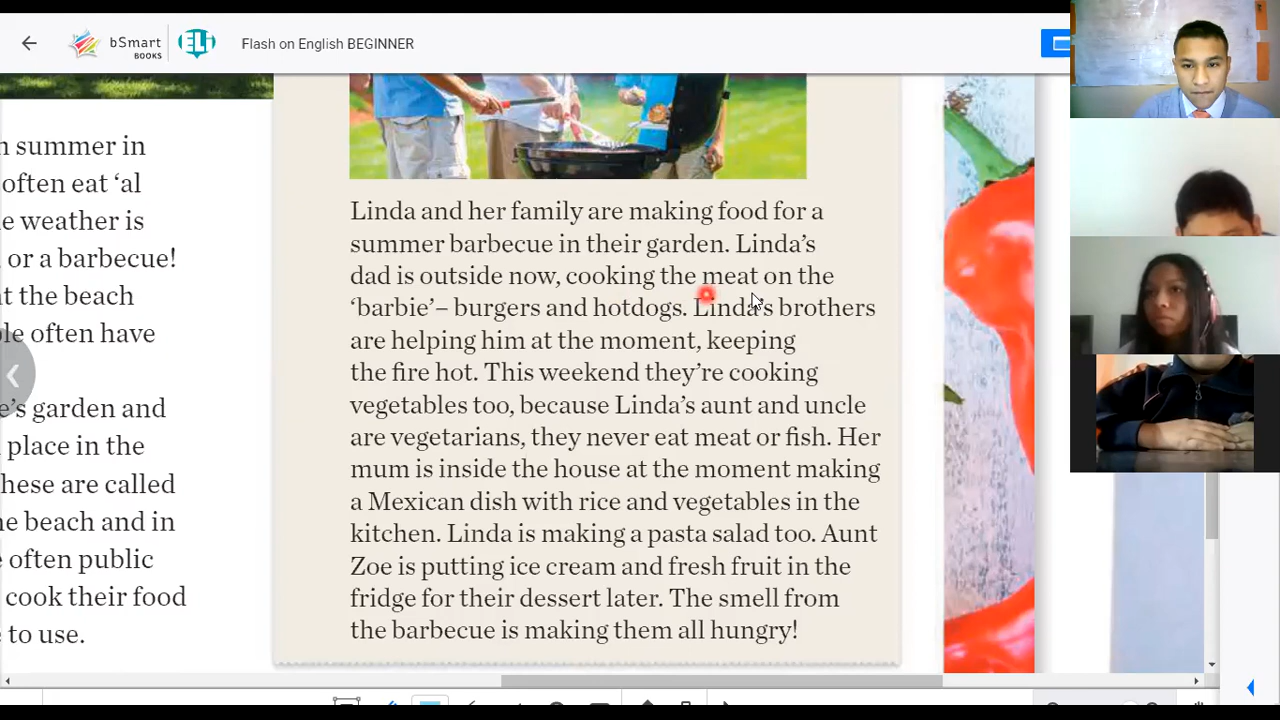 bSmart
BOOKS
ELi
Flash on English BEGINNER
n summer in
often eat ‘al
e weather is
, or a barbecue!
t the beach
le often have
e’s garden and
place in the
hese are called
ne beach and in
e often public
cook their food
to use.
Linda and her family are making food for a
summer barbecue in their garden. Linda’s
dad is outside now, cooking the meat on the
‘barbie’– burgers and hotdogs. Linda’s brothers
are helping him at the moment, keeping
the fire hot. This weekend they’re cooking
vegetables too, because Linda’s aunt and uncle
are vegetarians, they never eat meat or fish. Her
mum is inside the house at the moment making
a Mexican dish with rice and vegetables in the
kitchen. Linda is making a pasta salad too. Aunt
Zoe is putting ice cream and fresh fruit in the
fridge for their dessert later. The smell from
the barbecue is making them all hungry!